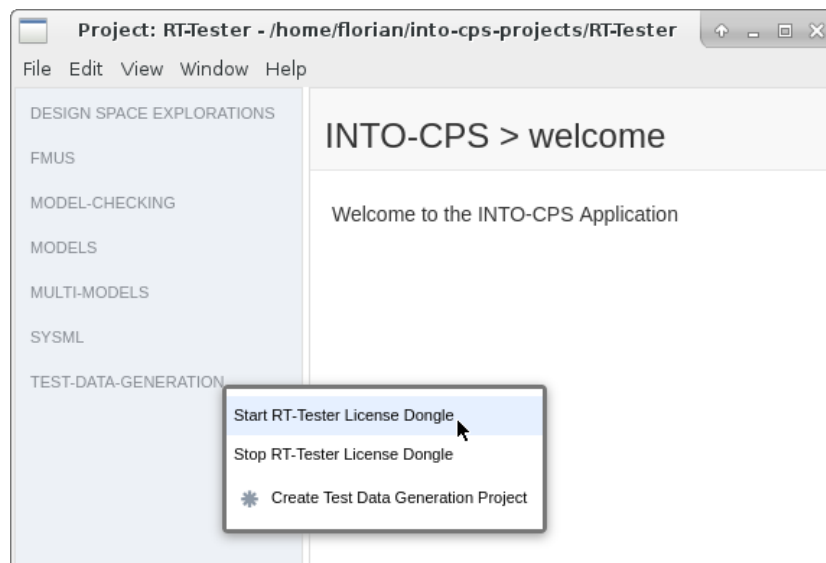 Project: RT-Tester - /home/florian/into-cps-projects/RT-Tester
File Edit View Window Help
DESIGN SPACE EXPLORATIONS
FMUS
MODEL-CHECKING
MODELS
MULTI-MODELS
SYSML
TEST-DATA-GENERATION
INTO-CPS > welcome
Welcome to the INTO-CPS Application
Start RT-Tester License Dongle
Stop RT-Tester License Dongle
Create Test Data Generation Project